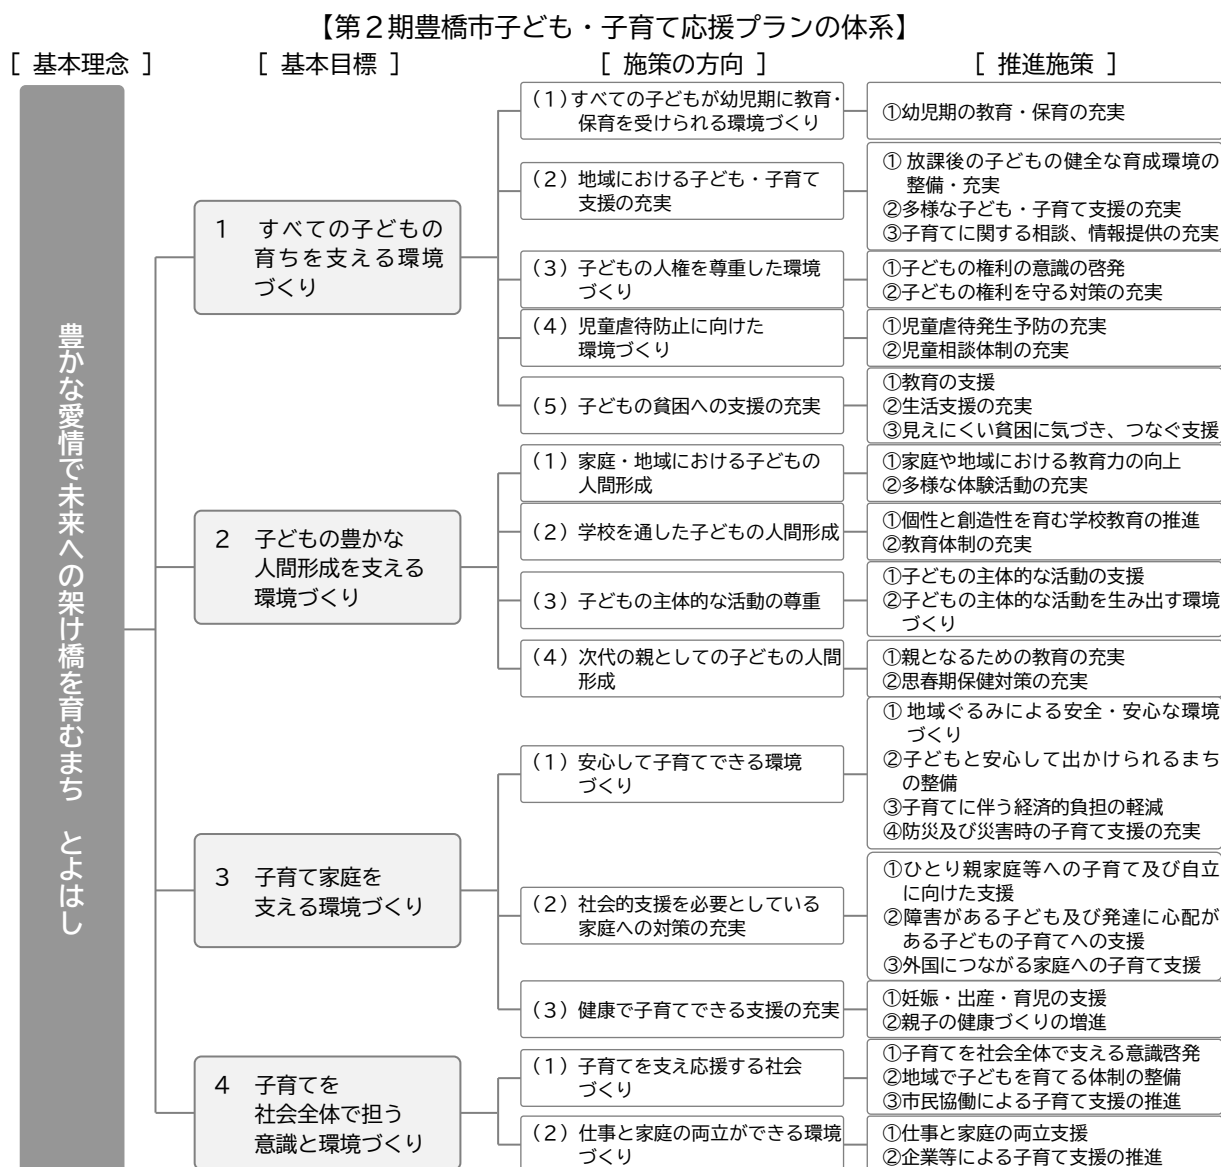 【第２期豊橋市子ども・子育て応援プランの体系】
［ 基本理念 ］
［ 基本目標 ］
［ 施策の方向 ］
［ 推進施策 ］
豊かな愛情で未来への架け橋を育むまち　とよはし
１　すべての子どもの
育ちを支える環境
づくり
（１）すべての子どもが幼児期に教育・
保育を受けられる環境づくり
①幼児期の教育・保育の充実
（２）地域における子ども・子育て
支援の充実
①放課後の子どもの健全な育成環境の
整備・充実
②多様な子ども・子育て支援の充実
③子育てに関する相談、情報提供の充実
（３）子どもの人権を尊重した環境
づくり
①子どもの権利の意識の啓発
②子どもの権利を守る対策の充実
（４）児童虐待防止に向けた
環境づくり
①児童虐待発生予防の充実
②児童相談体制の充実
（５）子どもの貧困への支援の充実
①教育の支援
②生活支援の充実
③見えにくい貧困に気づき、つなぐ支援
２　子どもの豊かな
人間形成を支える
環境づくり
（１）家庭・地域における子どもの
人間形成
①家庭や地域における教育力の向上
②多様な体験活動の充実
（２）学校を通した子どもの人間形成
①個性と創造性を育む学校教育の推進
②教育体制の充実
（３）子どもの主体的な活動の尊重
①子どもの主体的な活動の支援
②子どもの主体的な活動を生み出す環境
づくり
（４）次代の親としての子どもの人間
形成
①親となるための教育の充実
②思春期保健対策の充実
３　子育て家庭を
支える環境づくり
（１）安心して子育てできる環境
づくり
①地域ぐるみによる安全・安心な環境
づくり
②子どもと安心して出かけられるまち
の整備
③子育てに伴う経済的負担の軽減
④防災及び災害時の子育て支援の充実
（２）社会的支援を必要としている
家庭への対策の充実
①ひとり親家庭等への子育て及び自立
に向けた支援
②障害がある子ども及び発達に心配が
ある子どもの子育てへの支援
③外国につながる家庭への子育て支援
（３）健康で子育てできる支援の充実
①妊娠・出産・育児の支援
②親子の健康づくりの増進
４　子育てを
社会全体で担う
意識と環境づくり
（１）子育てを支え応援する社会
づくり
①子育てを社会全体で支える意識啓発
②地域で子どもを育てる体制の整備
③市民協働による子育て支援の推進
（２）仕事と家庭の両立ができる環境
づくり
①仕事と家庭の両立支援
②企業等による子育て支援の推進